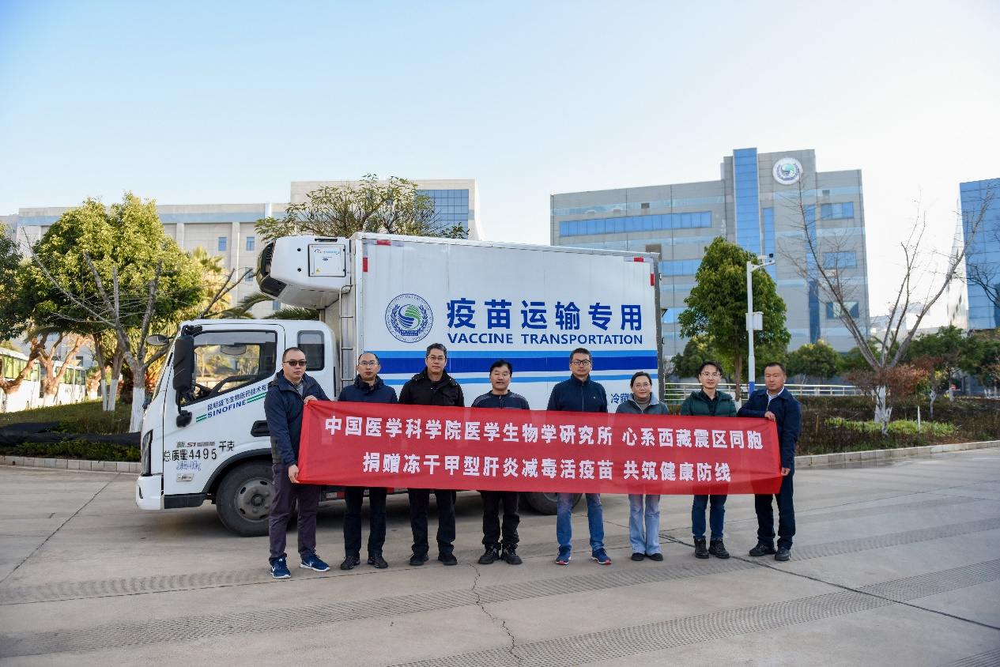 疫苗运输专用
VACCINE TRANSPORTATION
冷藏
SINOFINE
总质量4495千克
中国医学科学院医学生物学研究所 心系西藏震区同胞
捐赠冻干甲型肝炎减毒活疫苗 共筑健康防线